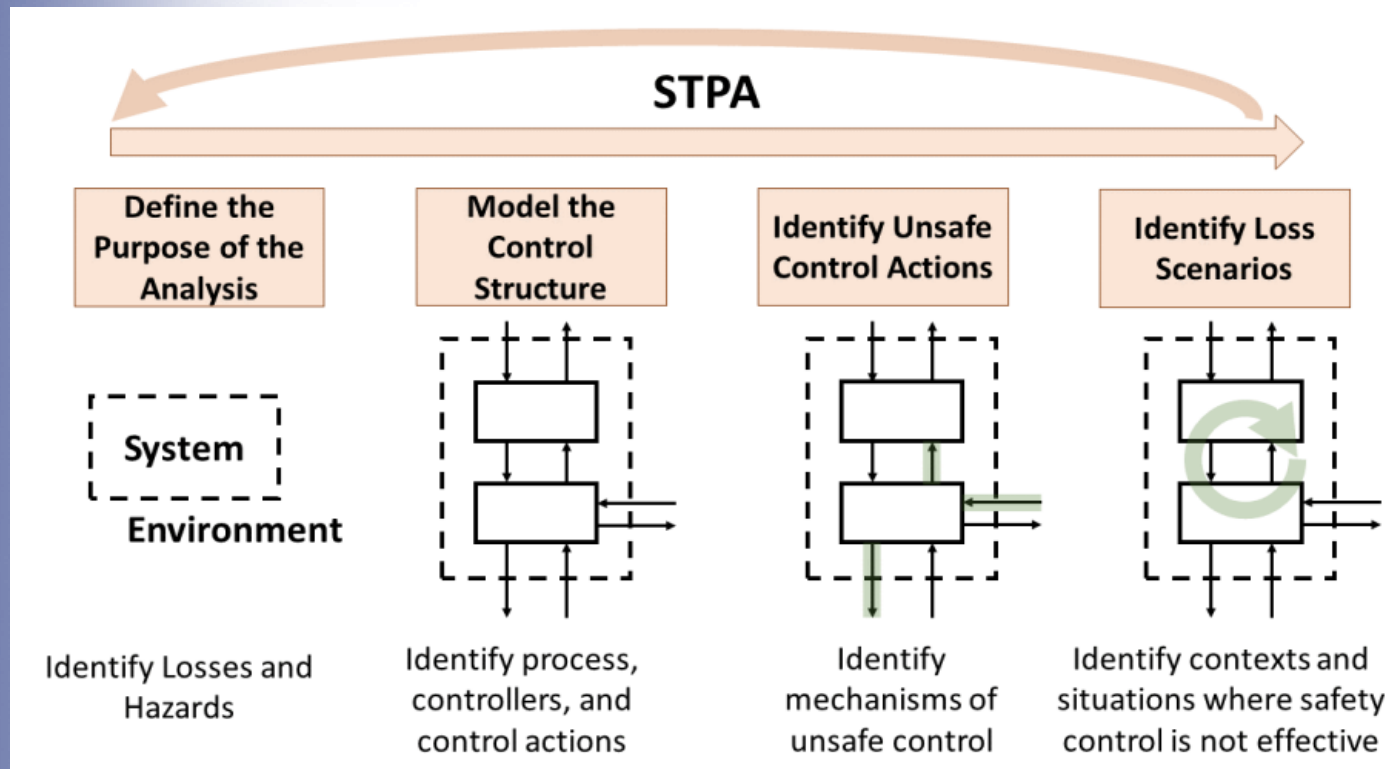 STPA
Define the
Purpose of the
Analysis
Model the
Control
Structure
Identify Unsafe
Control Actions
Identify Loss
Scenarios
System
Environment
Identify Losses and
Hazards
Identify process,
controllers, and
control actions
Identify
mechanisms of
unsafe control
Identify contexts and
situations where safety
control is not effective